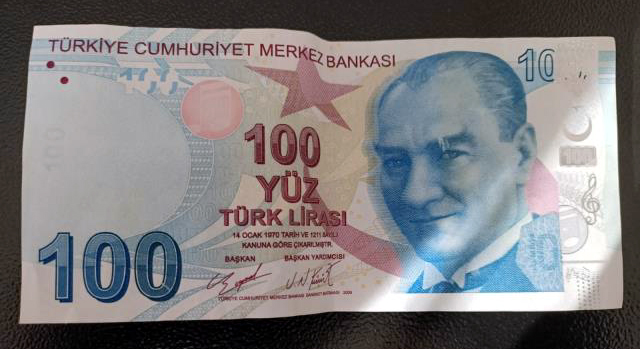 TÜRKİYE CUMHURİYET MERKEZ BANKASI
10
100
100
YÜZ
TÜRK LİRASI
14 OCAK 1970 TARİH VE 1211 SAYILI
KANUNA GÖRE ÇIKARILMIŞTIR.
BAŞKAN BAŞKAN YARDIMCISI
100